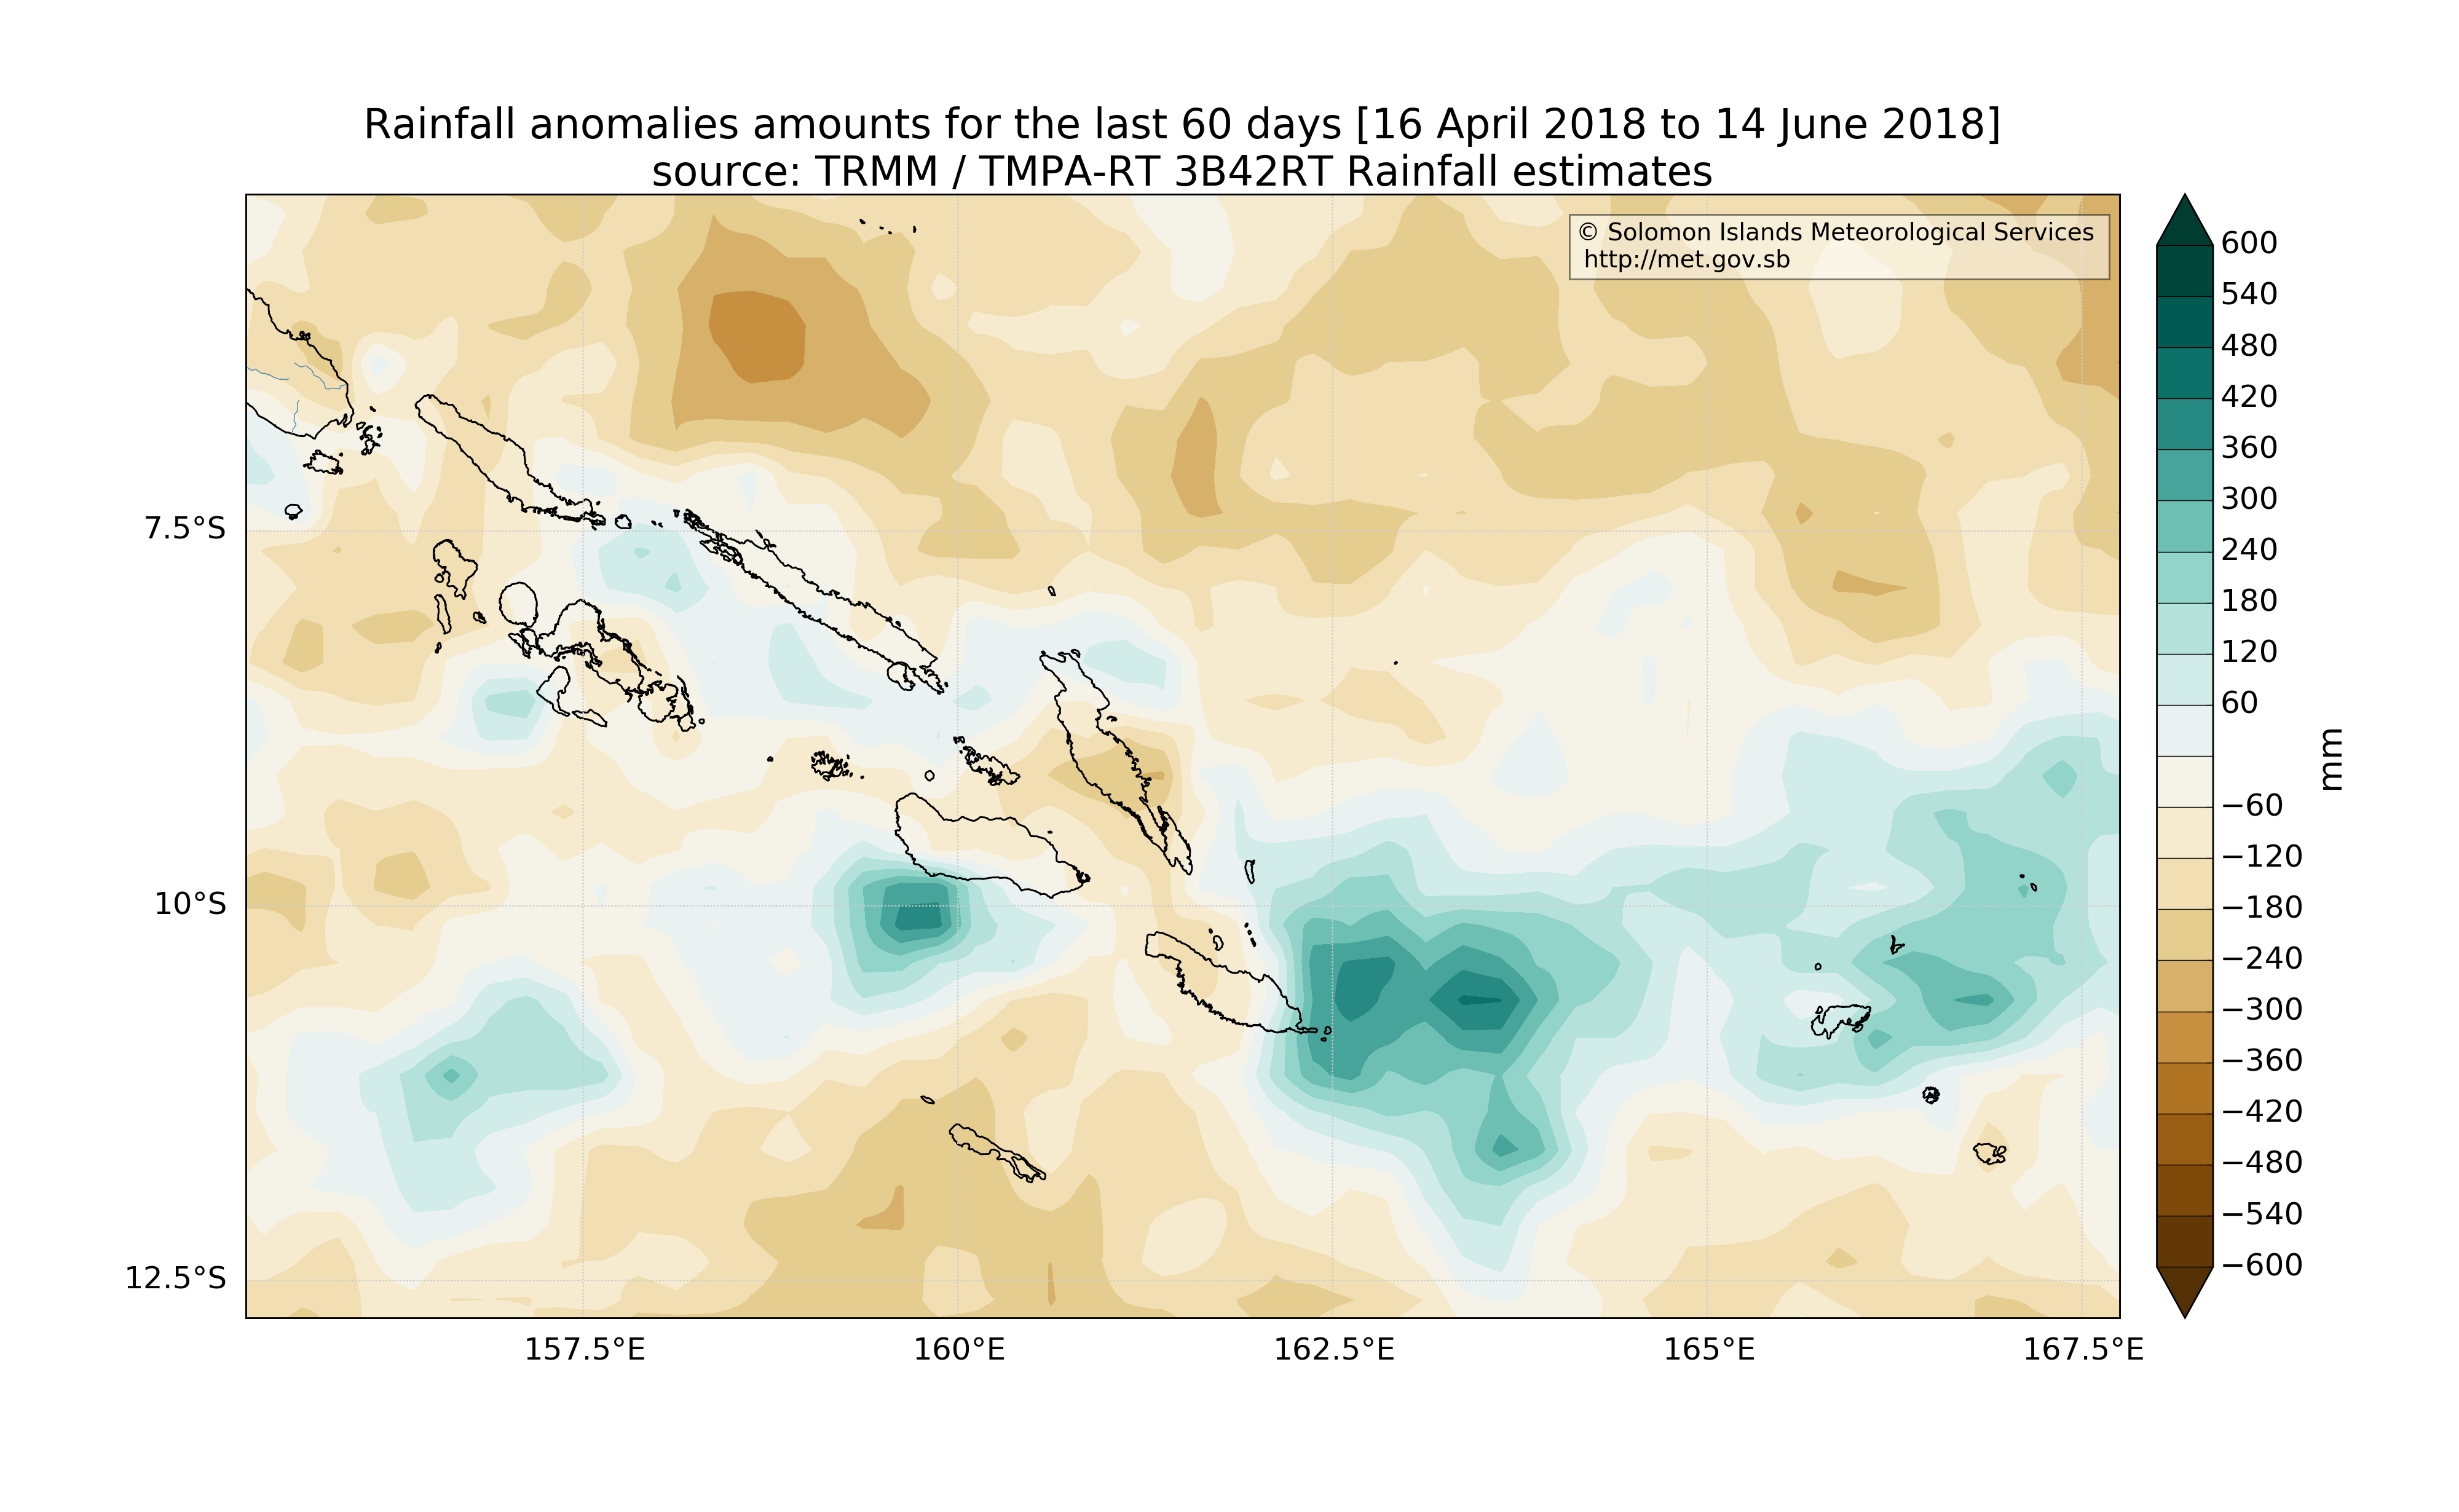 Rainfall anomalies amounts for the last 60 days [16 April 2018 to 14 June 2018]
source: TRMM / TMPA-RT 3B42RT Rainfall estimates
© Solomon Islands Meteorological Services
http://met.gov.sb
7.5°S
10°S
12.5°S
157.5°E
160°E
162.5°E
165°E
167.5°E
600
540
480
420
360
300
240
180
120
60
−60
−120
−180
−240
−300
−360
−420
−480
−540
−600
mm